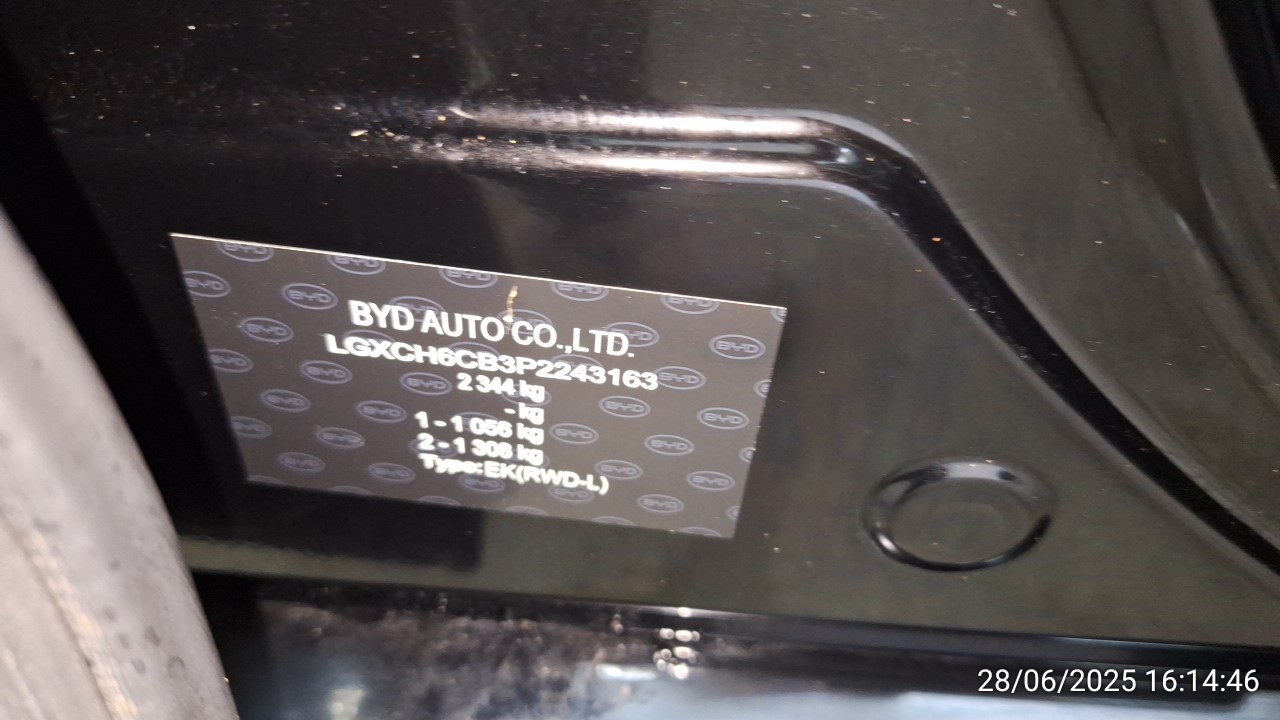 BYD AUTO CO.,LTD.
LGXCH6CB3P2243163
2 344 kg
- kg
1 - 1 056 kg
2 - 1 308 kg
Type: EK(RWD-L)
28/06/2025 16:14:46